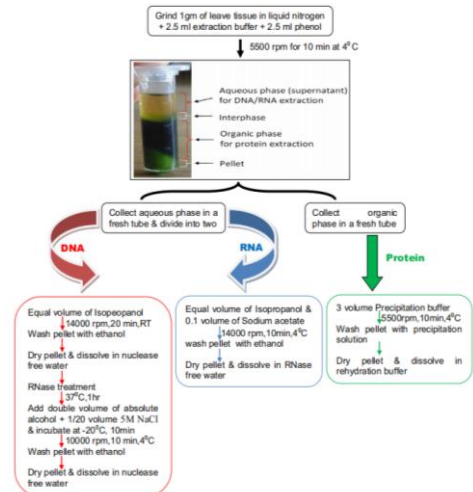 Grind 1gm of leave tissue in liquid nitrogen
+ 2.5 ml extraction buffer + 2.5 ml phenol
5500 rpm for 10 min at 4⁰C
Aqueous phase (supernatant)
for DNA/RNA extraction
Interphase
Organic phase
for protein extraction
Pellet
Collect aqueous phase in a
fresh tube & divide into two
Collect organic
phase in a fresh tube
DNA
RNA
Protein
Equal volume of Isopeopanol
14000 rpm,20 min,RT
Wash pellet with ethanol
Dry pellet & dissolve in nuclease
free water
RNase treatment
37⁰C,1hr
Add double volume of absolute
alcohol + 1/20 volume 5M NaCl
& incubate at -20⁰C, 10min
10000 rpm,10 min,4⁰C
Wash pellet with ethanol
Dry pellet & dissolve in nuclease
free water
Equal volume of Isopropanol &
0.1 volume of Sodium acetate
14000 rpm,10min,4⁰C
wash pellet with ethanol
Dry pellet & dissolve in RNase
free water
3 volume Precipitation buffer
5500rpm,10min,4⁰C
Wash pellet with precipitation
solution
Dry pellet & dissolve in
rehydration buffer